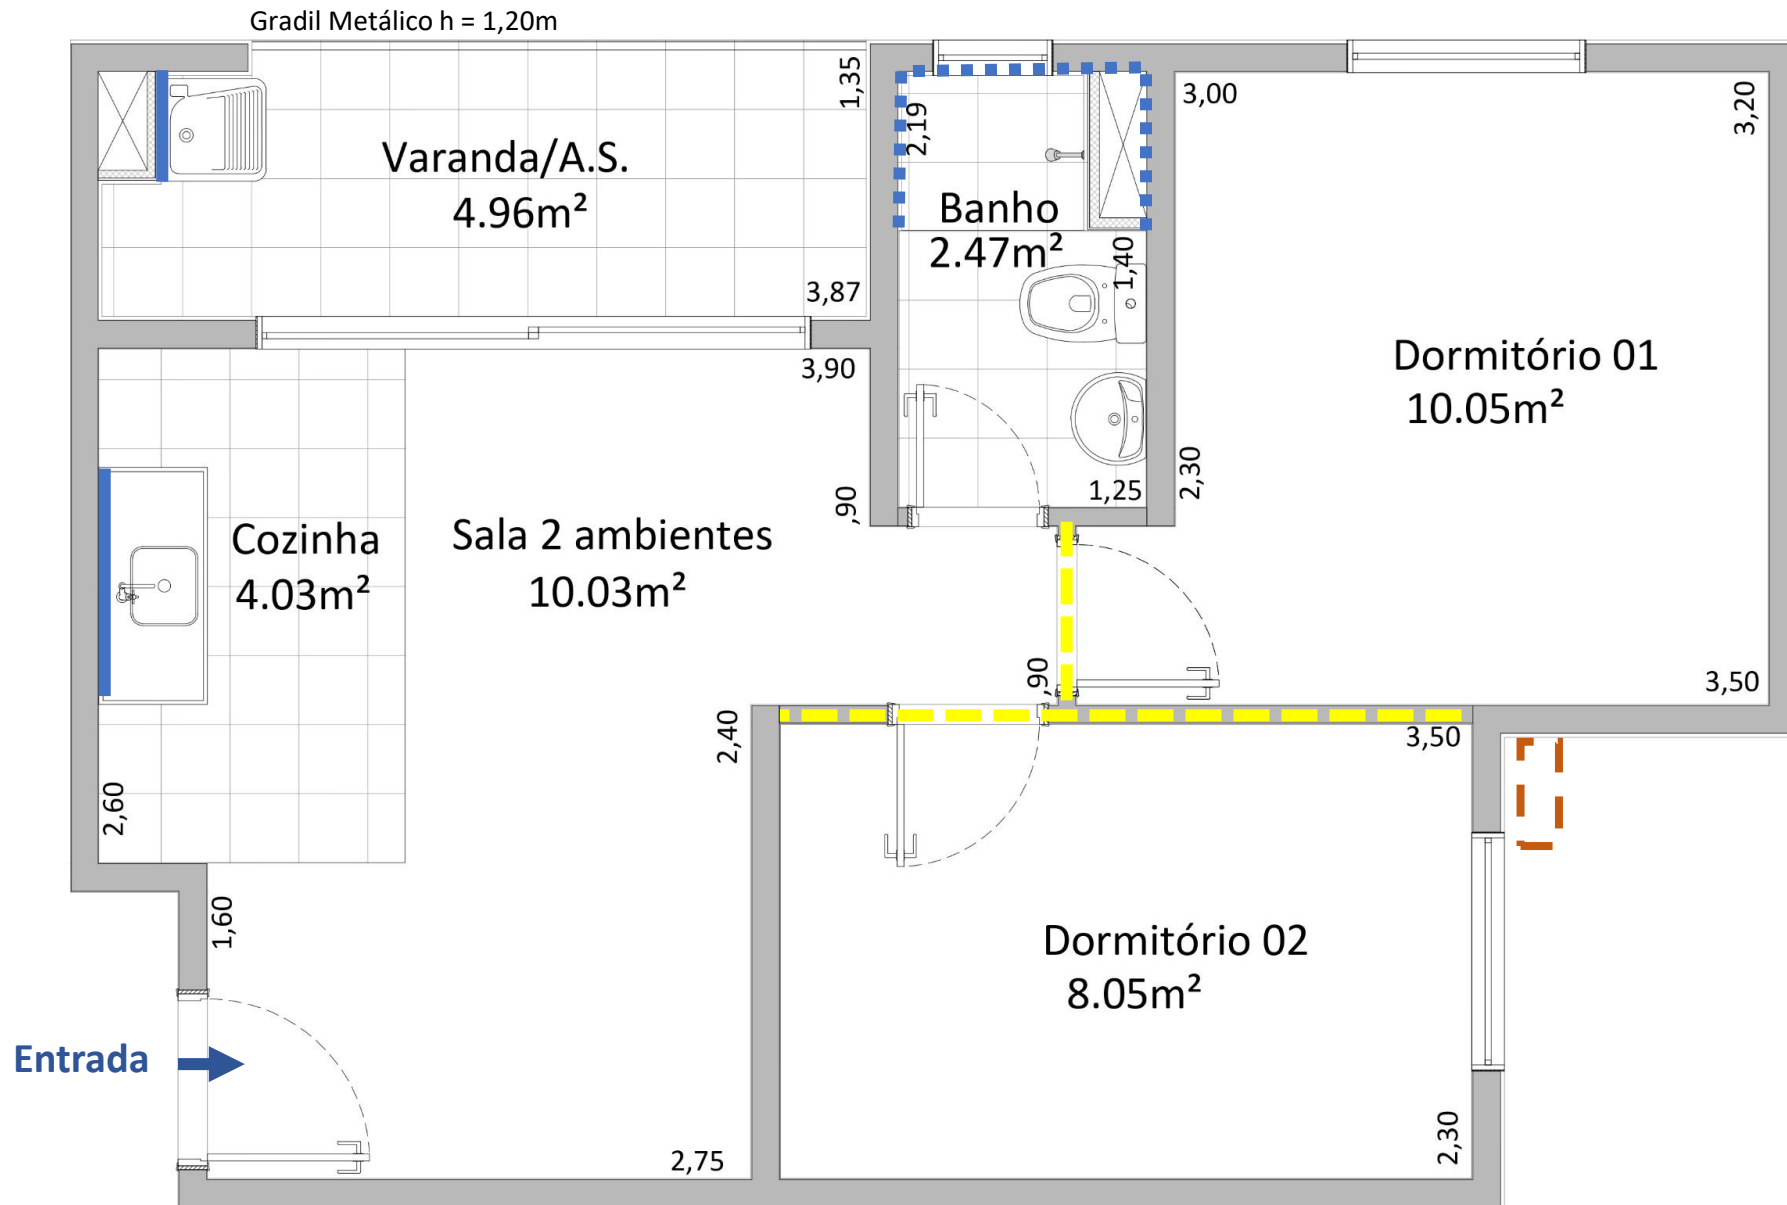 Gradil Metálico h = 1,20m
1,35
Varanda/A.S.
4.96m²
3,87
2,19
Banho
2.47m²
1,40
1,25
3,00
3,20
Dormitório 01
10.05m²
2,30
3,50
3,90
,90
Cozinha
4.03m²
Sala 2 ambientes
10.03m²
,90
2,40
3,50
2,60
1,60
Dormitório 02
8.05m²
Entrada
2,75
2,30